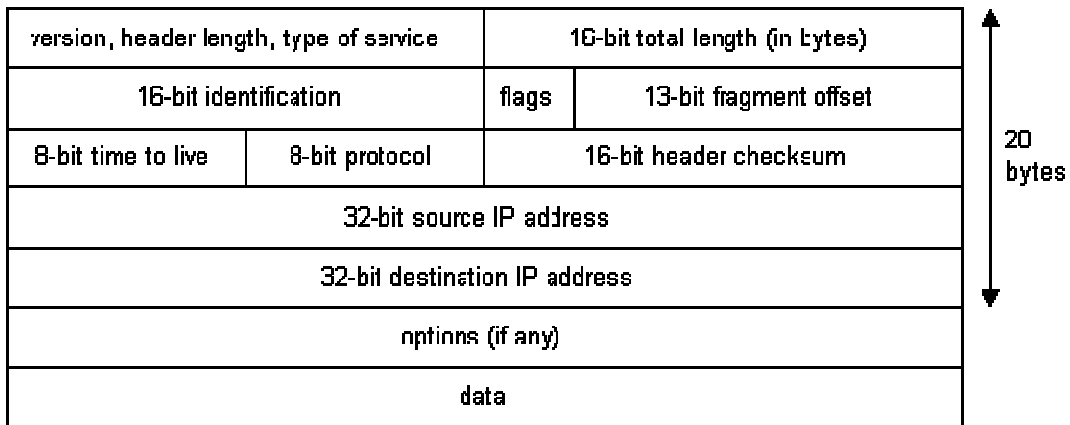 version, header length, type of service 16-bit total length (in bytes)
16-bit identification flags 13-bit fragment offset
8-bit time to live 8-bit protocol 16-bit header checksum
20
bytes
32-bit source IP address
32-bit destination IP address
options (if any)
data